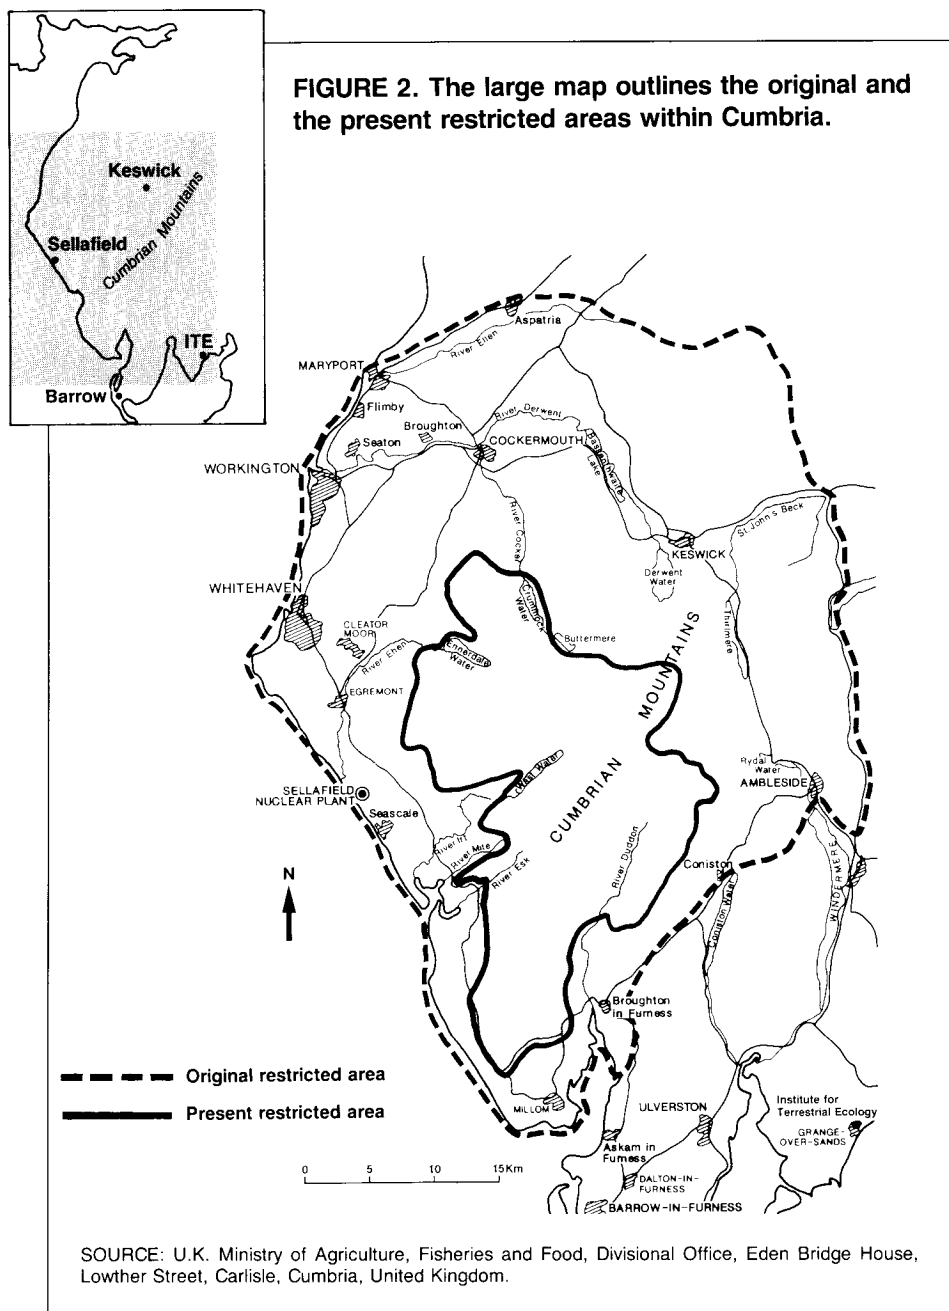 FIGURE 2. The large map outlines the original and
the present restricted areas within Cumbria.
Keswick
Cumbrian Mountains
Sellafield
ITE
Barrow
Aspatria
River Ellen
MARYPORT
Flimby
Broughton
River Derwent
Seaton
COCKERMOUTH
Bassenthwaite
Lake
WORKINGTON
River Cocker
St. John's Beck
KESWICK
Derwent
Water
WHITEHAVEN
Crummock
Water
CLEATOR
MOOR
River Ehen
Ennerdale
Water
Buttermere
Thirlmere
EGREMONT
CUMBRIAN MOUNTAINS
Wast Water
Rydal
Water
AMBLESIDE
SELLAFIELD
NUCLEAR PLANT
Seascale
River Irt
River Mite
River Esk
River Duddon
Coniston
Coniston Water
WINDERMERE
N
Broughton
in Furness
Original restricted area
Present restricted area
MILLOM
ULVERSTON
Institute for
Terrestrial Ecology
GRANGE-
OVER-SANDS
Askam in
Furness
DALTON-IN-
FURNESS
BARROW-IN-FURNESS
0 5 10 15Km
SOURCE: U.K. Ministry of Agriculture, Fisheries and Food, Divisional Office, Eden Bridge House,
Lowther Street, Carlisle, Cumbria, United Kingdom.